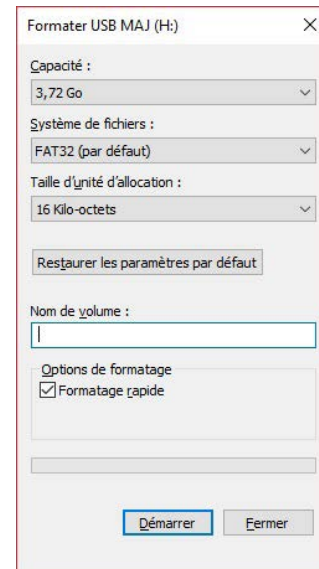 Formater USB MAJ (H:)
Capacité :
3,72 Go
Système de fichiers :
FAT32 (par défaut)
Taille d'unité d'allocation :
16 Kilo-octets
Restaurer les paramètres par défaut
Nom de volume :
Options de formatage
Formatage rapide
Démarrer Fermer